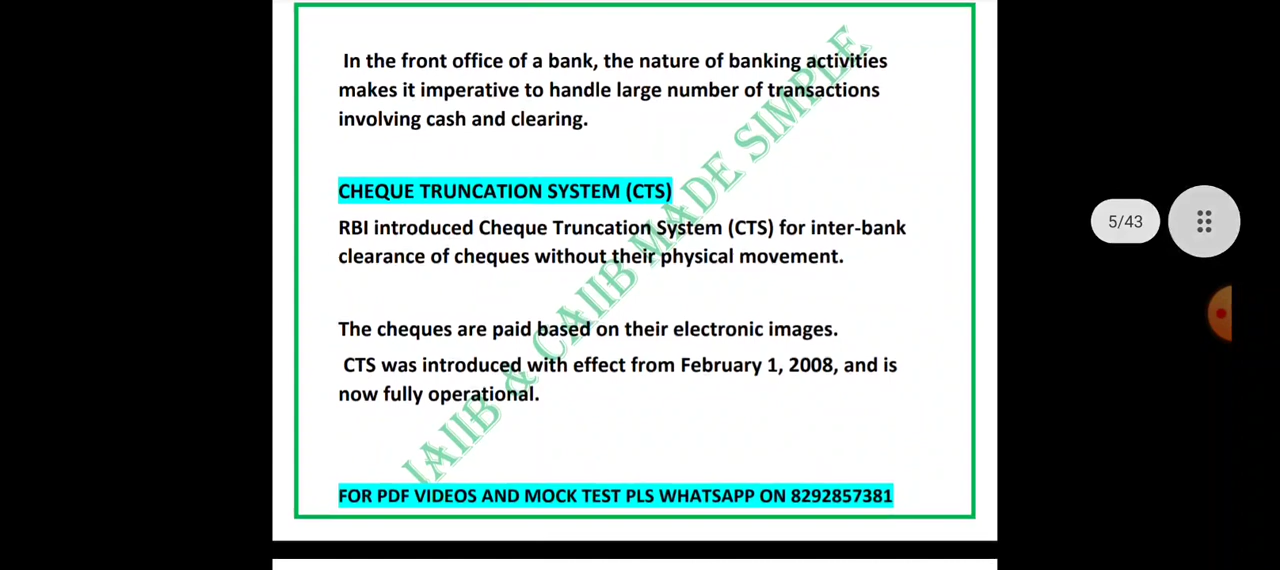 In the front office of a bank, the nature of banking activities
makes it imperative to handle large number of transactions
involving cash and clearing.
CHEQUE TRUNCATION SYSTEM (CTS)
RBI introduced Cheque Truncation System (CTS) for inter-bank
clearance of cheques without their physical movement.
The cheques are paid based on their electronic images.
CTS was introduced with effect from February 1, 2008, and is
now fully operational.
FOR PDF VIDEOS AND MOCK TEST PLS WHATSAPP ON 8292857381
JAIIB & CAIIB MADE SIMPLE
5/43